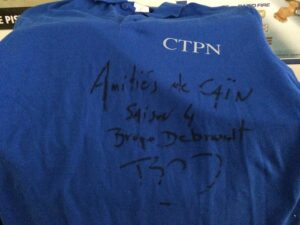 CTPN
Amitiés de CAÏN
Saison 4
Bruno Debrandt